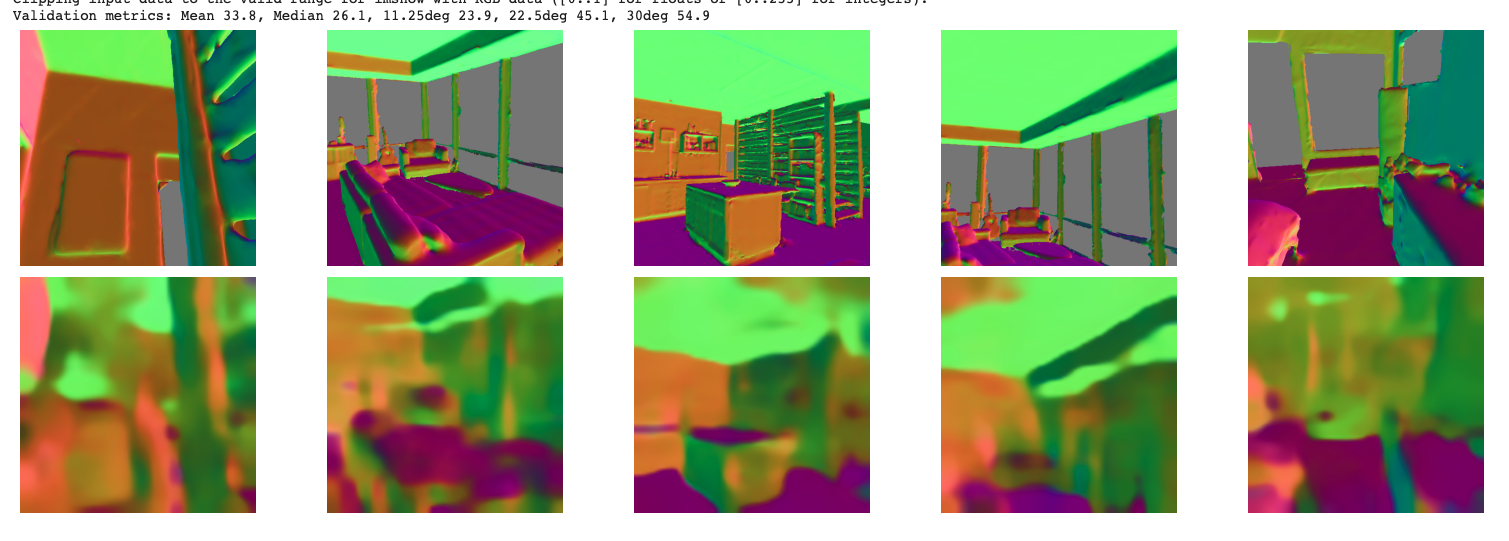 Clipping input data to the valid range for imshow with RGB data ([0..1] for floats or [0..255] for integers).
Validation metrics: Mean 33.8, Median 26.1, 11.25deg 23.9, 22.5deg 45.1, 30deg 54.9